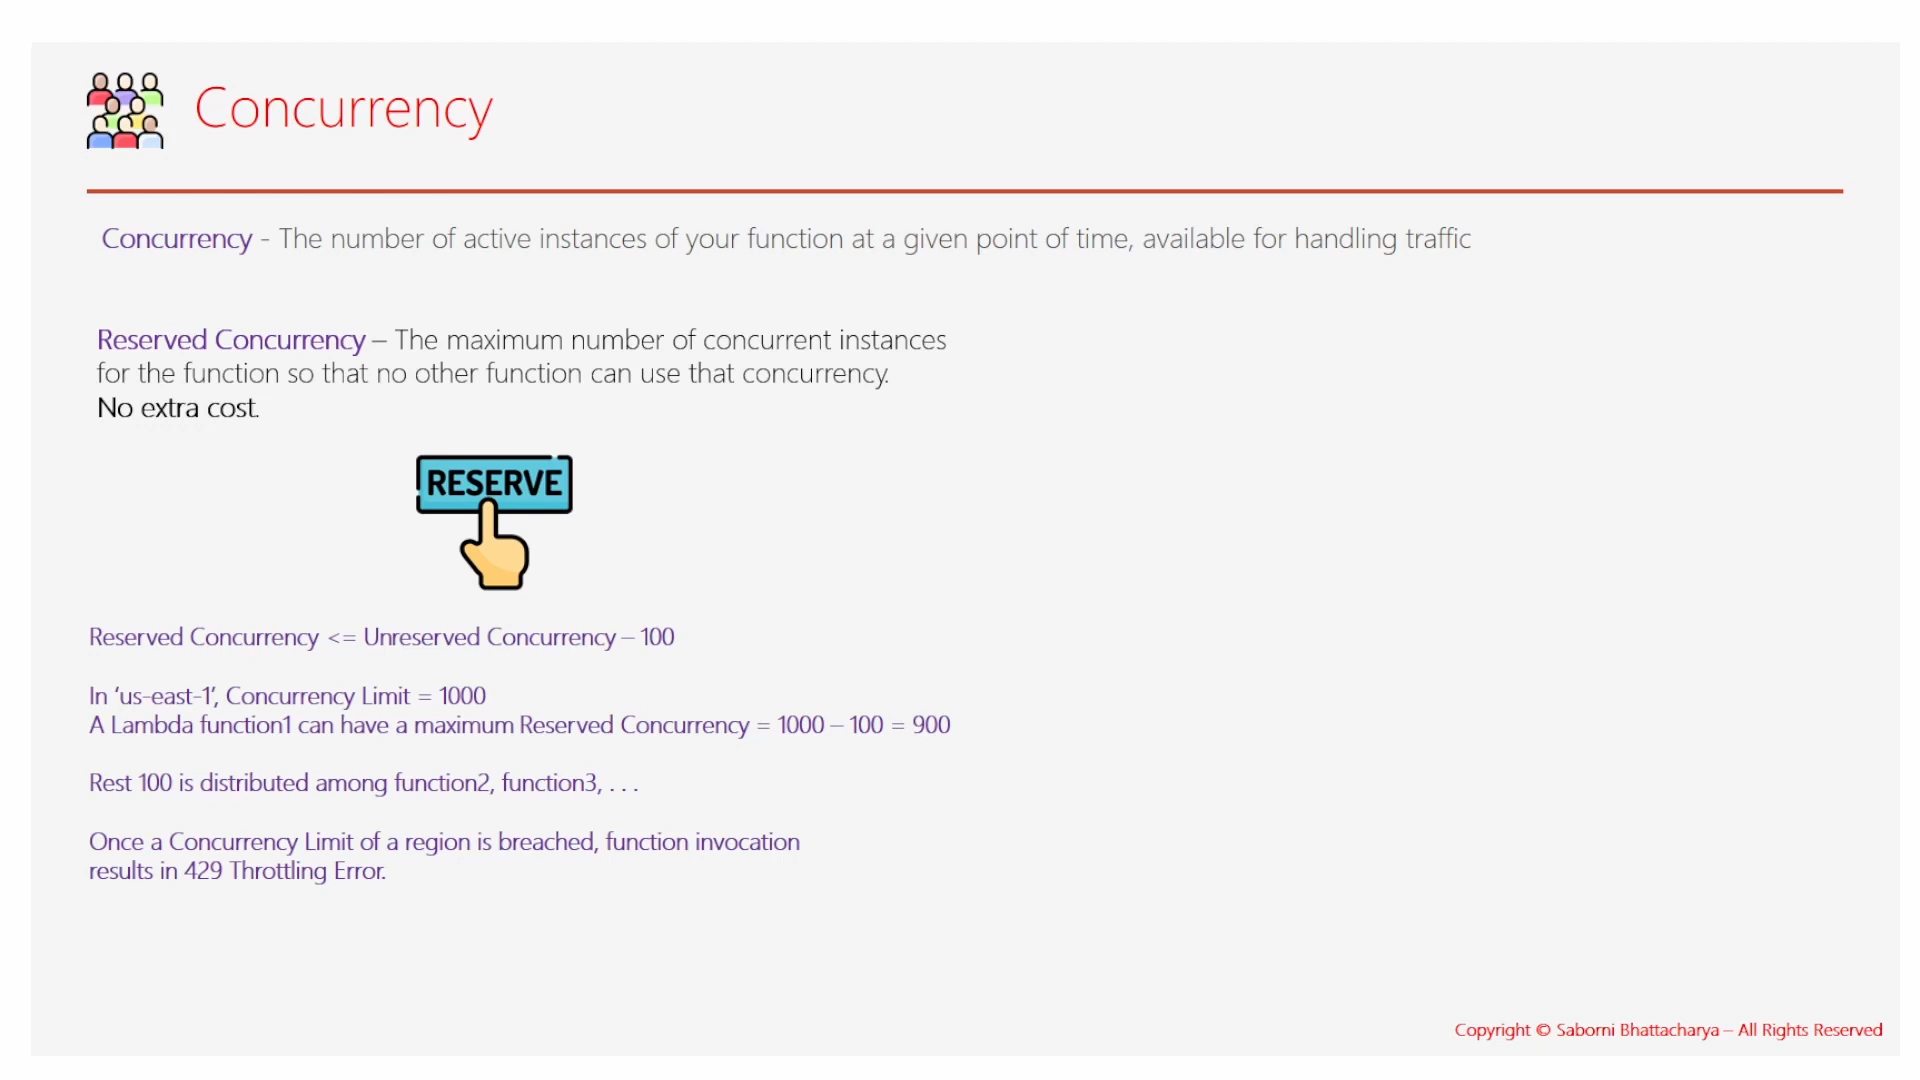 Concurrency
Concurrency - The number of active instances of your function at a given point of time, available for handling traffic
Reserved Concurrency – The maximum number of concurrent instances
for the function so that no other function can use that concurrency.
No extra cost.
RESERVE
Reserved Concurrency <= Unreserved Concurrency – 100
In ‘us-east-1’, Concurrency Limit = 1000
A Lambda function1 can have a maximum Reserved Concurrency = 1000 – 100 = 900
Rest 100 is distributed among function2, function3, . . .
Once a Concurrency Limit of a region is breached, function invocation
results in 429 Throttling Error.
Copyright © Saborni Bhattacharya – All Rights Reserved